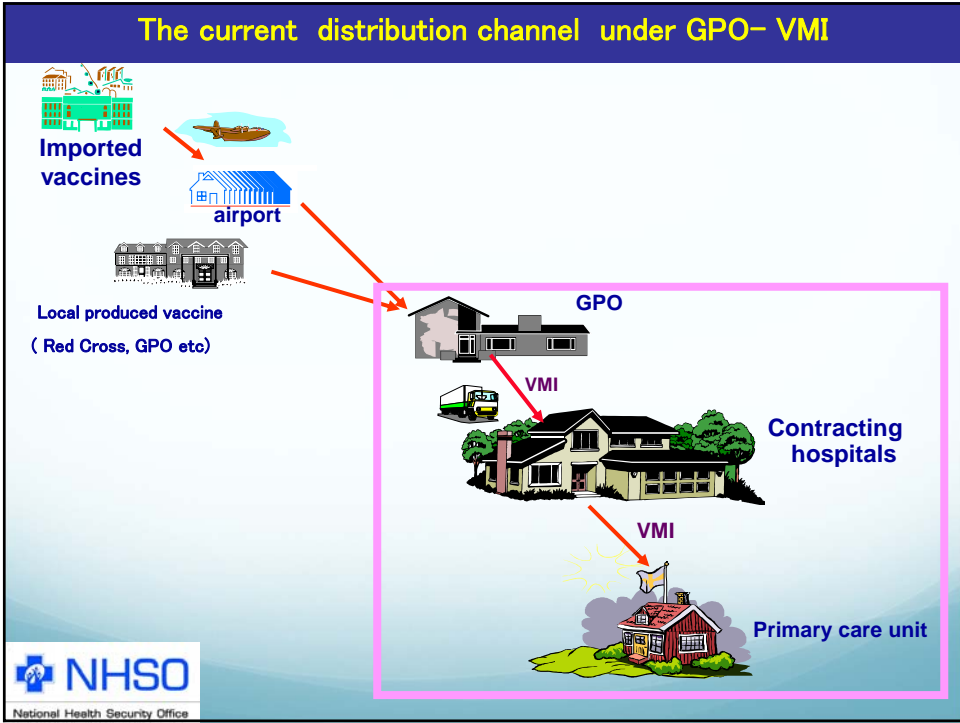 The current distribution channel under GPO- VMI
Imported
vaccines
airport
Local produced vaccine
( Red Cross, GPO etc)
GPO
VMI
Contracting
hospitals
VMI
Primary care unit
NHSO
National Health Security Office